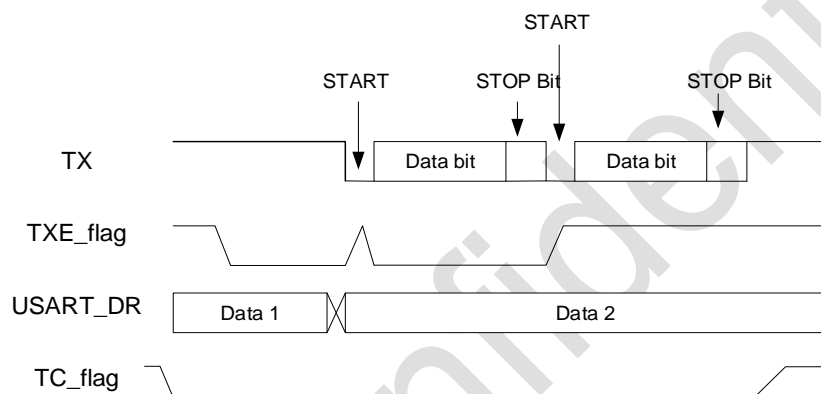 START
START
STOP Bit
STOP Bit
TX
Data bit
Data bit
TXE_flag
USART_DR
Data 1
Data 2
TC_flag